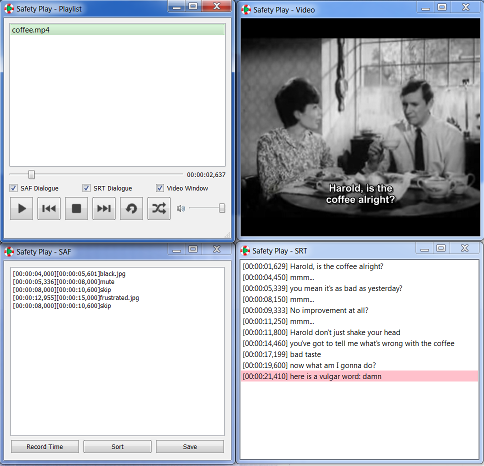 Safety Play - Playlist
coffee.mp4
00:00:02,637
SAF Dialogue
SRT Dialogue
Video Window
Safety Play - Video
Harold, is the
coffee alright?
Safety Play - SAF
[00:00:04,000][00:00:05,601]black.jpg
[00:00:05,336][00:00:08,000]mute
[00:00:08,000][00:00:10,600]skip
[00:00:12,955][00:00:15,000]frustrated.jpg
[00:00:08,000][00:00:10,600]skip
Record Time
Sort
Save
Safety Play - SRT
[00:00:01,629] Harold, is the coffee alright?
[00:00:04,450] mmm...
[00:00:05,339] you mean it's as bad as yesterday?
[00:00:08,150] mmm...
[00:00:09,333] No improvement at all?
[00:00:11,250] mmm...
[00:00:11,800] Harold don't just shake your head
[00:00:14,460] you've got to tell me what's wrong with the coffee
[00:00:17,199] bad taste
[00:00:19,600] now what am I gonna do?
[00:00:21,410] here is a vulgar word: damn